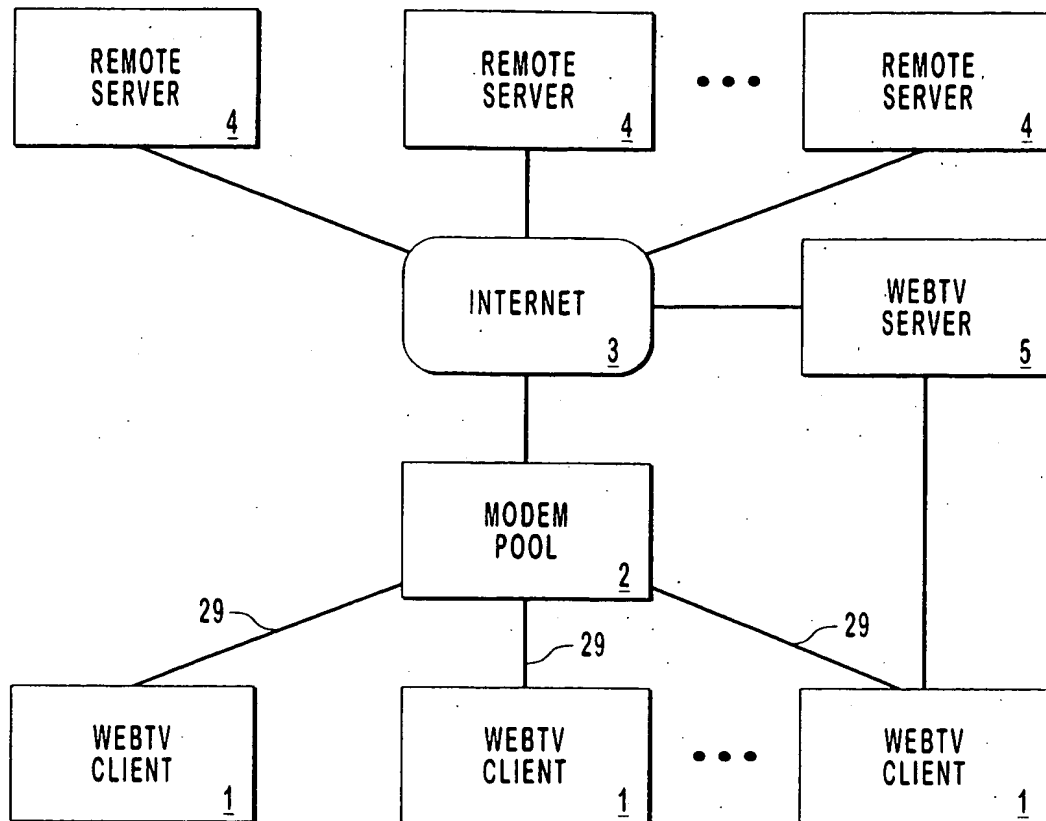 REMOTE
SERVER
4
REMOTE
SERVER
4
REMOTE
SERVER
4
INTERNET
3
WEBTV
SERVER
5
MODEM
POOL
2
29
29
29
WEBTV
CLIENT
1
WEBTV
CLIENT
1
WEBTV
CLIENT
1